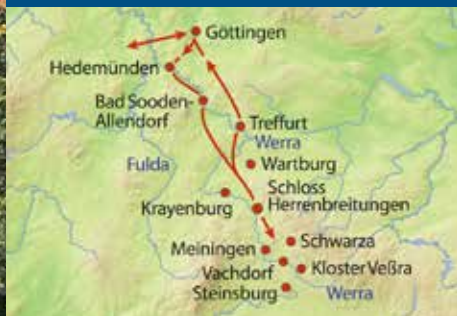 Göttingen
Hedemünden
Bad Sooden-
Allendorf
Treffurt
Werra
Fulda
Wartburg
Schloss
Krayenburg
Herrenbreitungen
Schwarza
Meiningen
Vachdorf
Kloster Veßra
Steinsburg
Werra